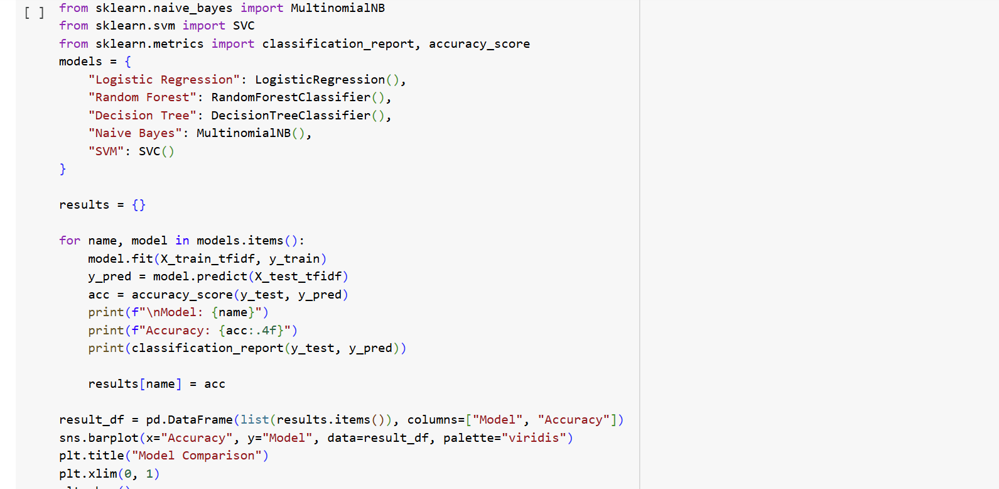 [ ]
from sklearn.naive_bayes import MultinomialNB
from sklearn.svm import SVC
from sklearn.metrics import classification_report, accuracy_score
models = {
    "Logistic Regression": LogisticRegression(),
    "Random Forest": RandomForestClassifier(),
    "Decision Tree": DecisionTreeClassifier(),
    "Naive Bayes": MultinomialNB(),
    "SVM": SVC()
}

results = {}

for name, model in models.items():
    model.fit(X_train_tfidf, y_train)
    y_pred = model.predict(X_test_tfidf)
    acc = accuracy_score(y_test, y_pred)
    print(f"\nModel: {name}")
    print(f"Accuracy: {acc:.4f}")
    print(classification_report(y_test, y_pred))

    results[name] = acc

result_df = pd.DataFrame(list(results.items()), columns=["Model", "Accuracy"])
sns.barplot(x="Accuracy", y="Model", data=result_df, palette="viridis")
plt.title("Model Comparison")
plt.xlim(0, 1)